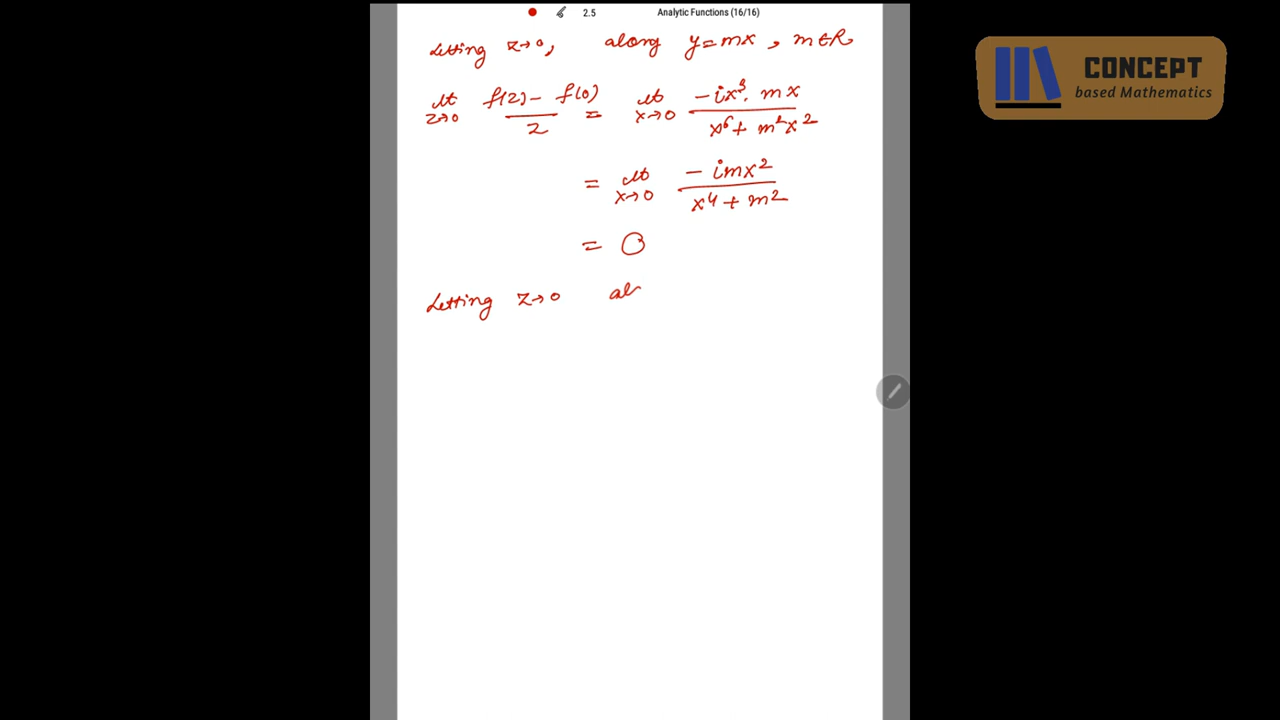 2.5 Analytic Functions (16/16)
Letting z→0, along y=mx, m∈R
lt z→0 f(z) - f(0) / z = lt x→0 -ix³. mx / x⁶ + m²x²
= lt x→0 -imx² / x⁴ + m²
= 0
Letting z→0 al
CONCEPT
based Mathematics